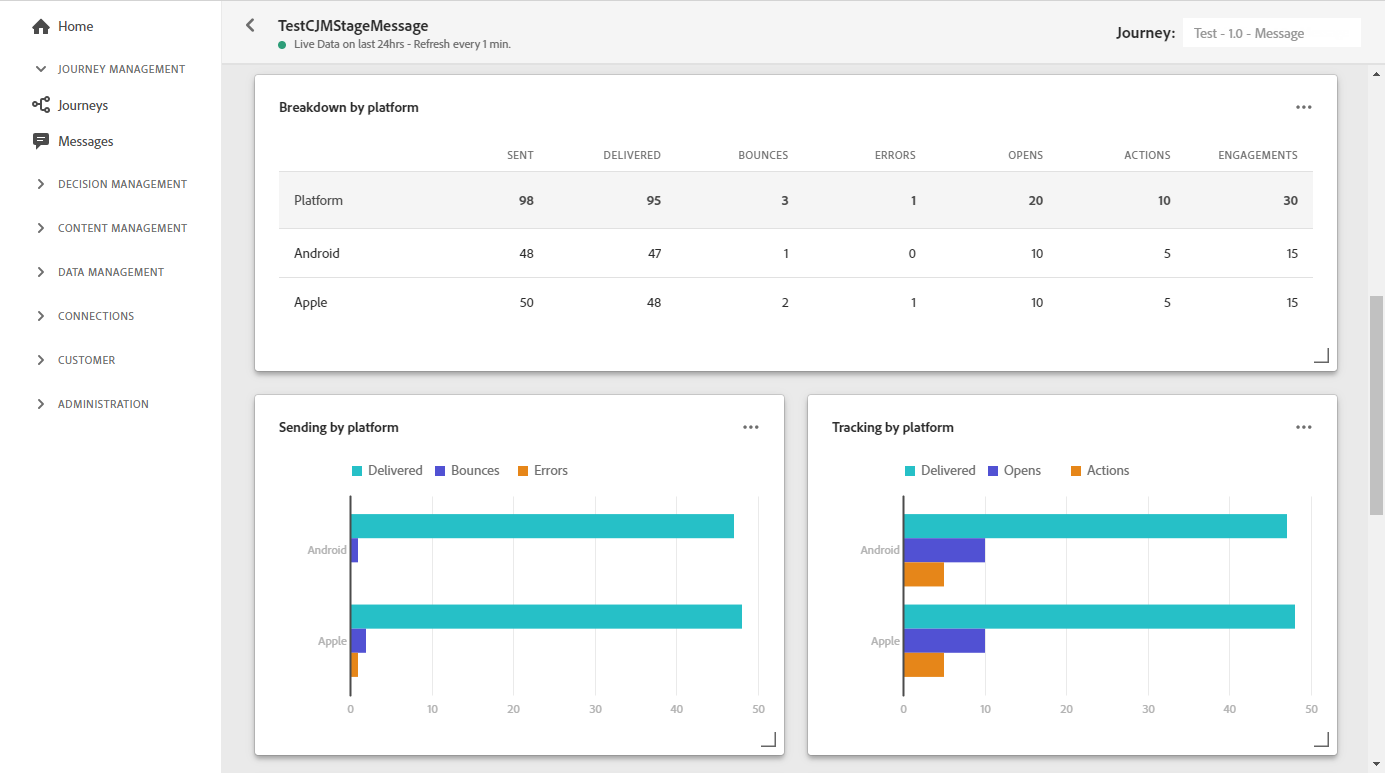 Home
JOURNEY MANAGEMENT
Journeys
Messages
DECISION MANAGEMENT
CONTENT MANAGEMENT
DATA MANAGEMENT
CONNECTIONS
CUSTOMER
ADMINISTRATION
TestCJMStageMessage
Live Data on last 24hrs - Refresh every 1 min.
Journey: Test - 1.0 - Message
Breakdown by platform
SENT DELIVERED BOUNCES ERRORS OPENS ACTIONS ENGAGEMENTS
Platform 98 95 3 1 20 10 30
Android 48 47 1 0 10 5 15
Apple 50 48 2 1 10 5 15
Sending by platform
Delivered Bounces Errors
Android
Apple
0 10 20 30 40 50
Tracking by platform
Delivered Opens Actions
Android
Apple
0 10 20 30 40 50